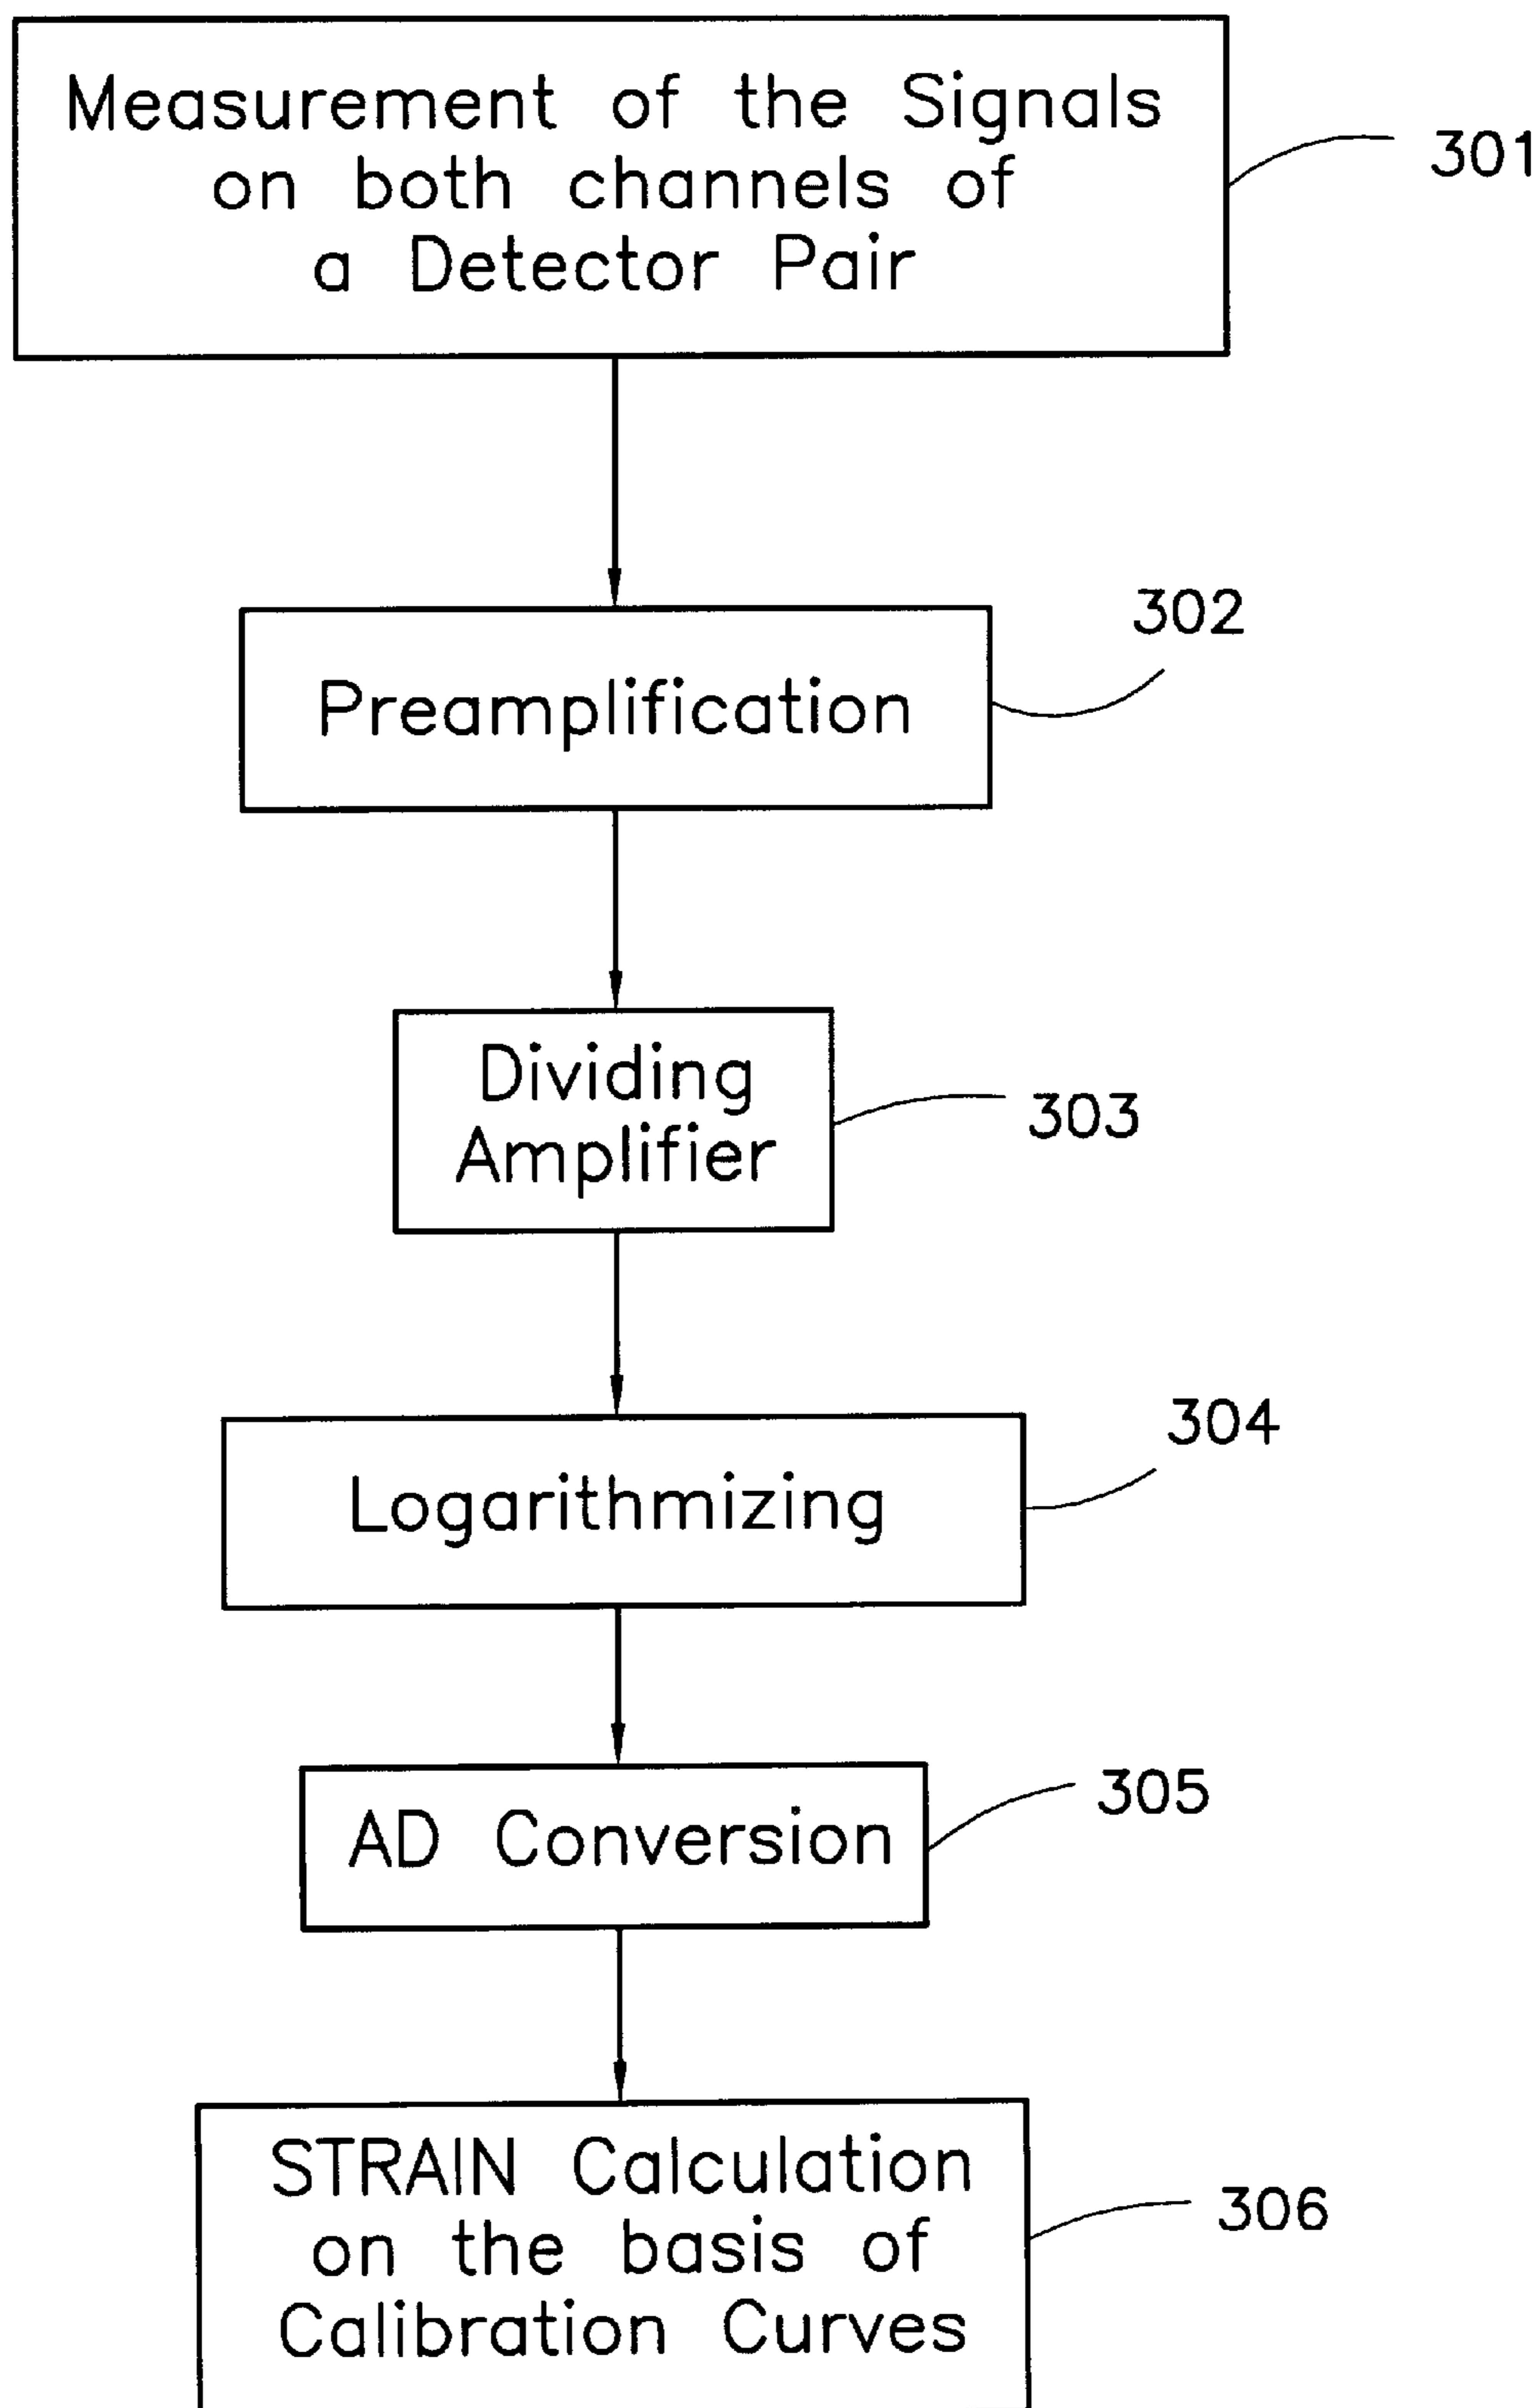 Measurement of the Signals
on both channels of
a Detector Pair
301
302
Preamplification
Dividing
Amplifier
303
304
Logarithmizing
305
AD Conversion
STRAIN Calculation
on the basis of
Calibration Curves
306